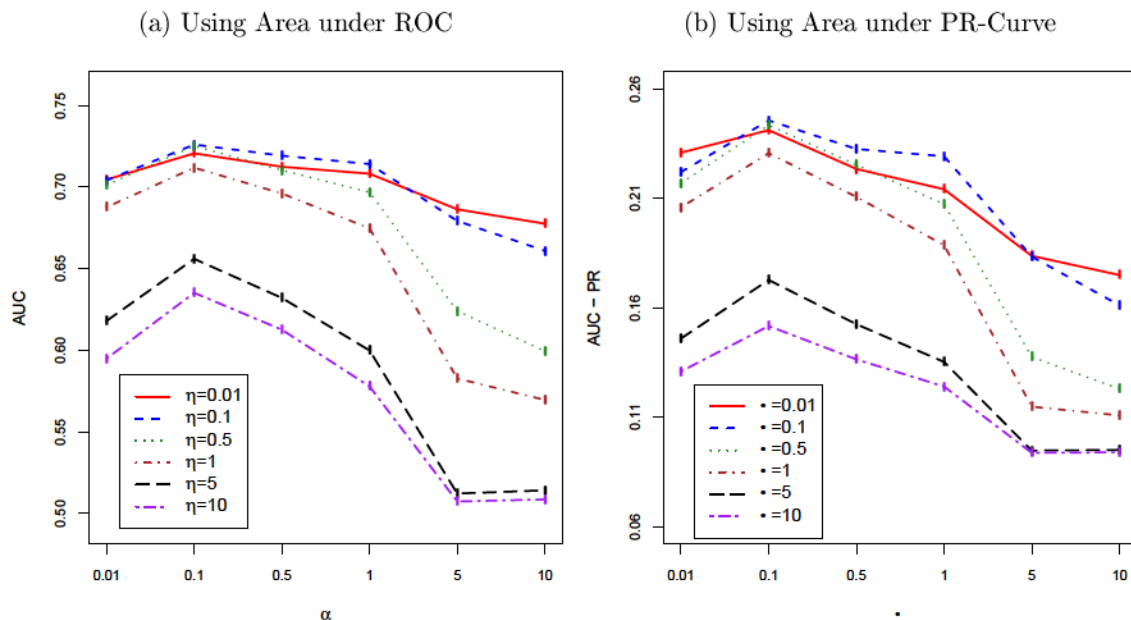 (a) Using Area under ROC
0.75
0.70
0.65
0.60
0.55
0.50
AUC
η=0.01
η=0.1
η=0.5
η=1
η=5
η=10
0.01 0.1 0.5 1 5 10
α
(b) Using Area under PR-Curve
0.26
0.21
0.16
0.11
0.06
AUC − PR
• =0.01
• =0.1
• =0.5
• =1
• =5
• =10
0.01 0.1 0.5 1 5 10
•